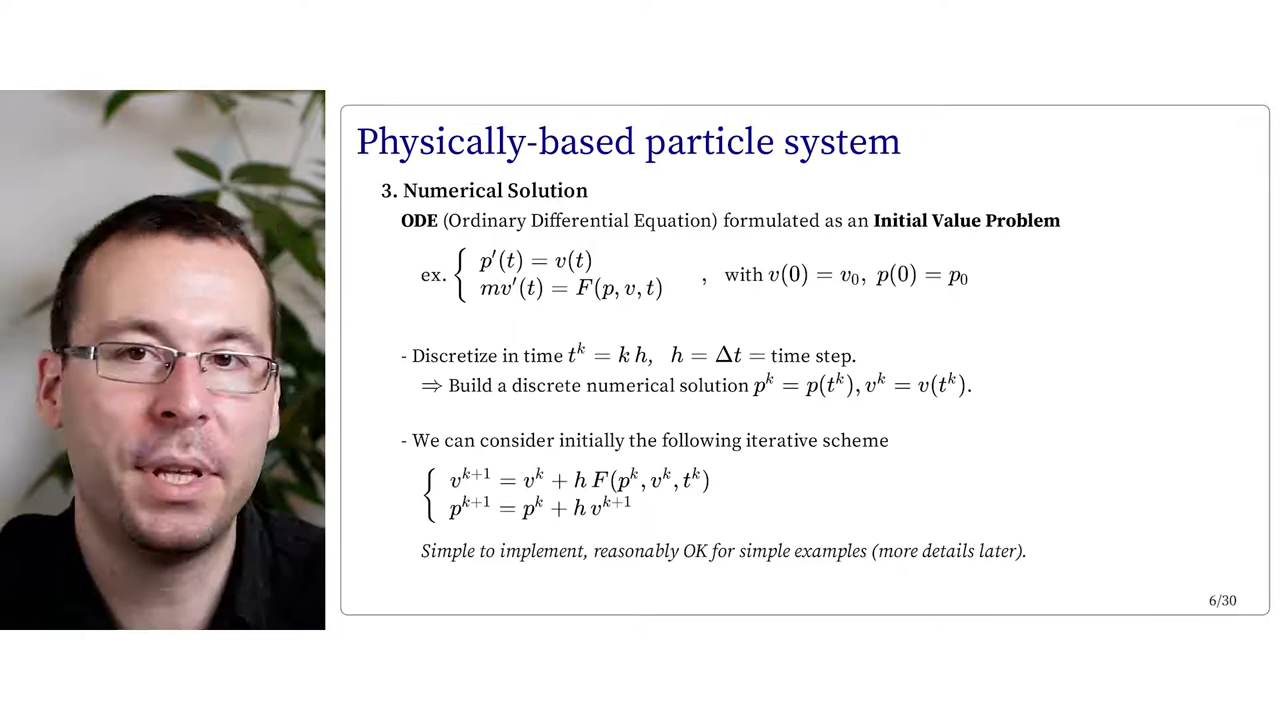 Physically-based particle system
3. Numerical Solution
ODE (Ordinary Differential Equation) formulated as an Initial Value Problem
ex. { p′(t) = v(t)
mv′(t) = F(p, v, t) , with v(0) = v₀, p(0) = p₀
- Discretize in time tᵏ = k h, h = Δt = time step.
⇒ Build a discrete numerical solution pᵏ = p(tᵏ), vᵏ = v(tᵏ).
- We can consider initially the following iterative scheme
{ vᵏ⁺¹ = vᵏ + h F(pᵏ, vᵏ, tᵏ)
pᵏ⁺¹ = pᵏ + h vᵏ⁺¹
Simple to implement, reasonably OK for simple examples (more details later).
6/30